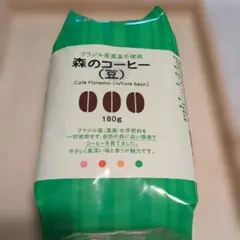 ブラジル産農薬不使用
森のコーヒー
(豆)
Café Florestal [Whole Bean]
180g
ブラジル産。農薬・化学肥料を
一切使用せず、自然の森に近い環境で
コーヒーを育てました。
やさしく奥深い味と香りが魅力です。